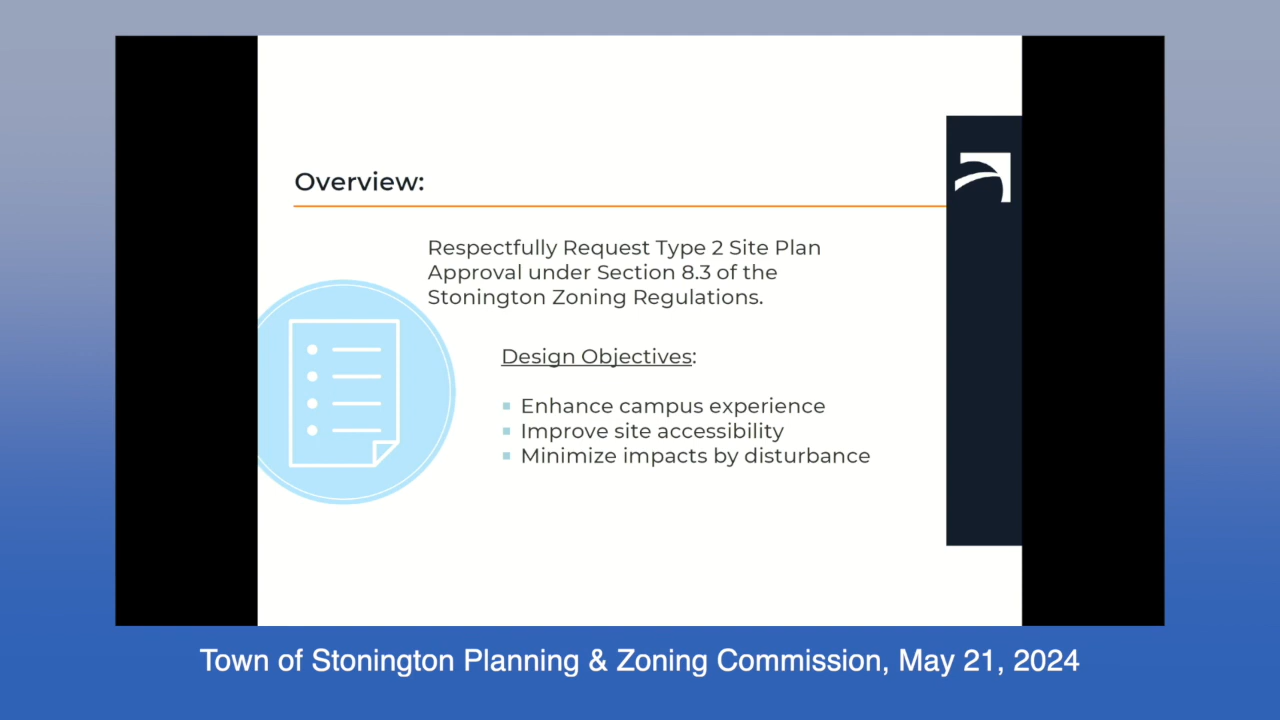 Overview:
Respectfully Request Type 2 Site Plan
Approval under Section 8.3 of the
Stonington Zoning Regulations.
Design Objectives:
Enhance campus experience
Improve site accessibility
Minimize impacts by disturbance
Town of Stonington Planning & Zoning Commission, May 21, 2024